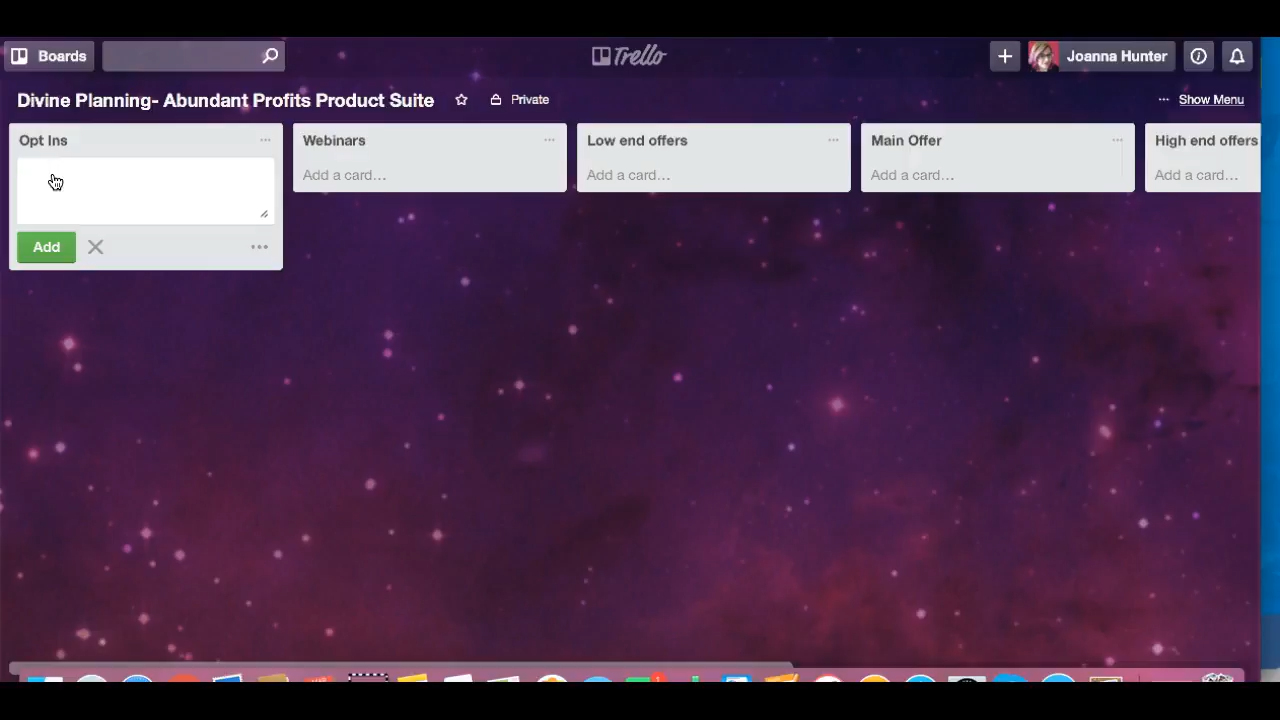 Boards
Trello
Joanna Hunter
Divine Planning- Abundant Profits Product Suite
Private
Show Menu
Opt Ins
Add
Webinars
Add a card...
Low end offers
Add a card...
Main Offer
Add a card...
High end offers
Add a card...